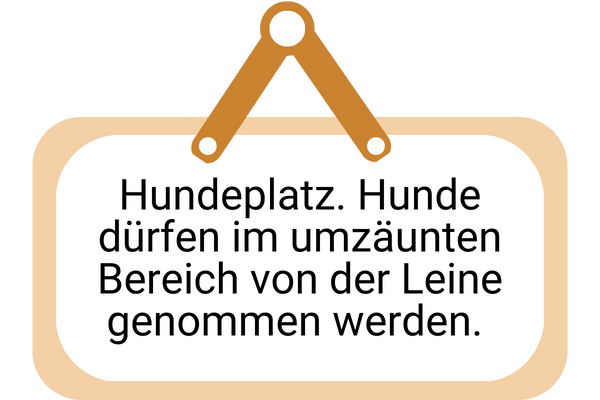 Hundeplatz. Hunde
dürfen im umzäunten
Bereich von der Leine
genommen werden.